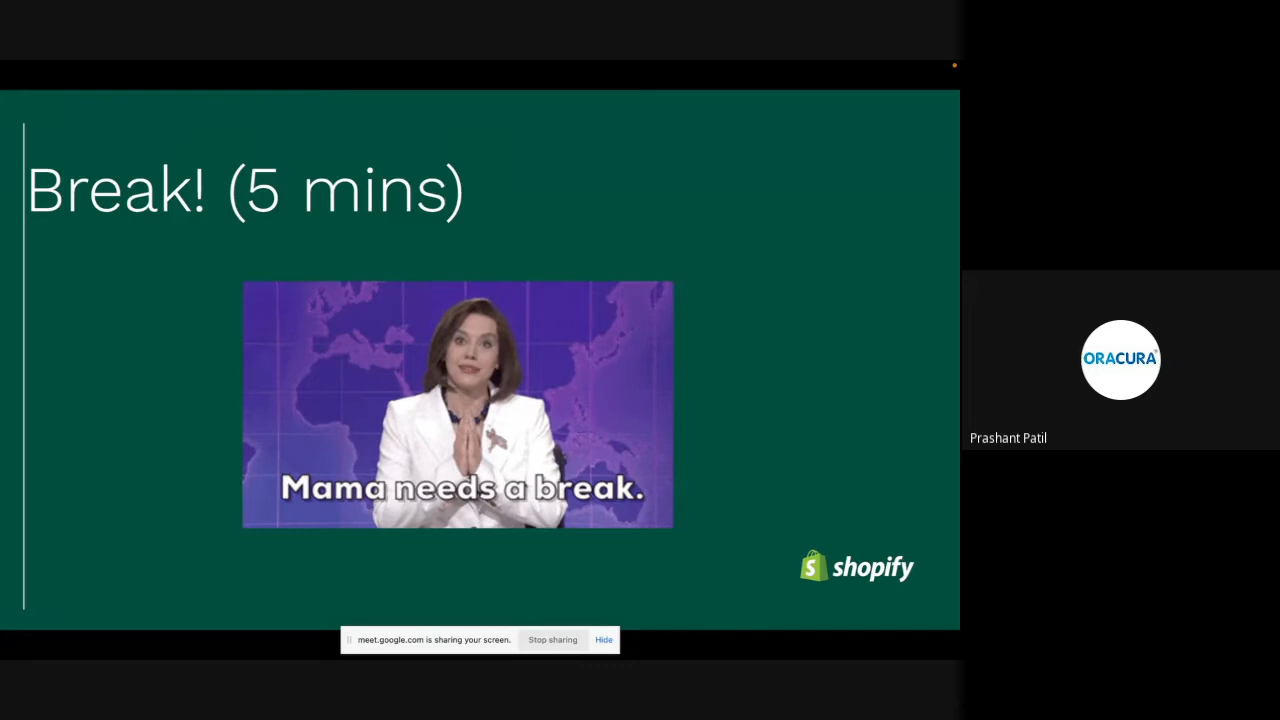 Break! (5 mins)
Mama needs a break.
shopify
meet.google.com is sharing your screen. Stop sharing Hide
ORACURA
Prashant Patil